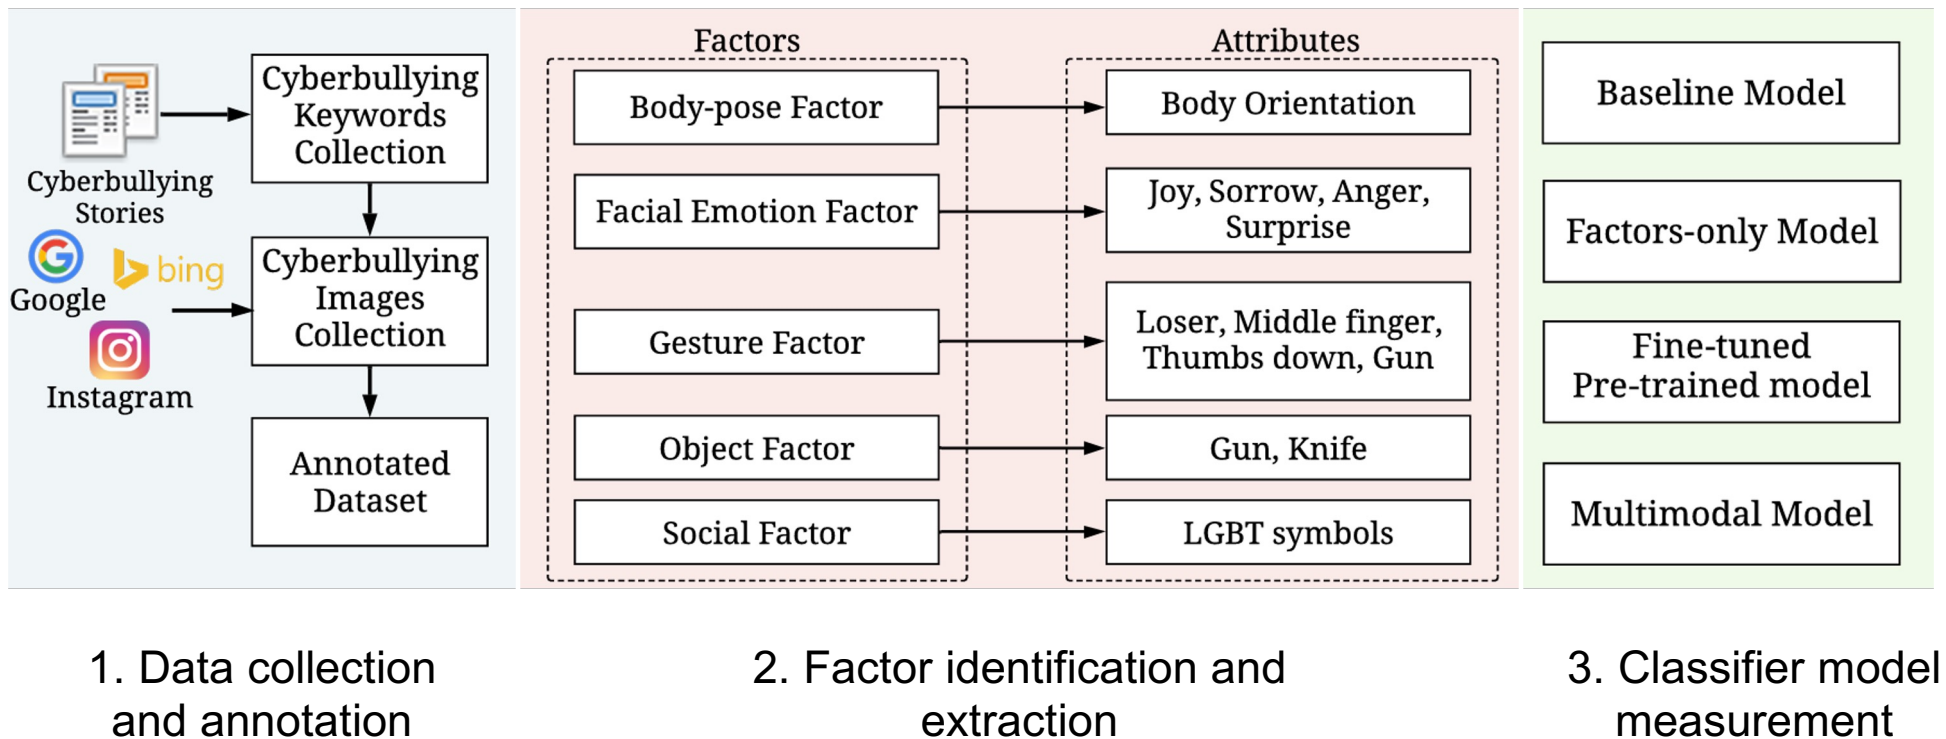 Cyberbullying
Stories
Google
bing
Instagram
Cyberbullying
Keywords
Collection
Cyberbullying
Images
Collection
Annotated
Dataset
Factors
Attributes
Body-pose Factor
Body Orientation
Facial Emotion Factor
Joy, Sorrow, Anger,
Surprise
Gesture Factor
Loser, Middle finger,
Thumbs down, Gun
Object Factor
Gun, Knife
Social Factor
LGBT symbols
Baseline Model
Factors-only Model
Fine-tuned
Pre-trained model
Multimodal Model
1. Data collection
and annotation
2. Factor identification and
extraction
3. Classifier model
measurement